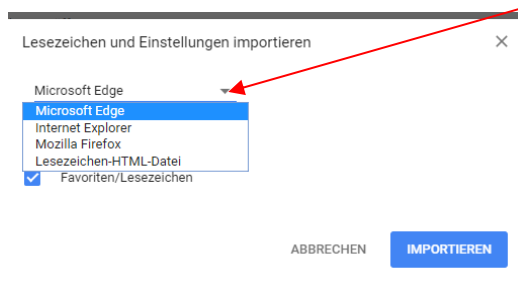 Lesezeichen und Einstellungen importieren
Microsoft Edge
Microsoft Edge
Internet Explorer
Mozilla Firefox
Lesezeichen-HTML-Datei
Favoriten/Lesezeichen
ABBRECHEN IMPORTIEREN